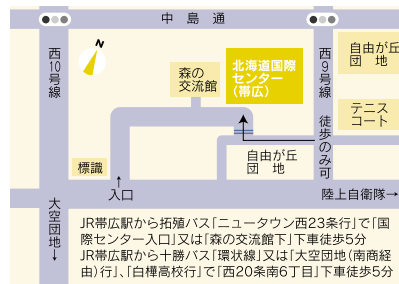 中島通
西10号線
N
森の
交流館
北海道国際
センター
(帯広)
西9号線
徒歩のみ可
自由が丘
団　地
テニス
コート
標識
自由が丘
団　地
入口
陸上自衛隊→
大空団地↓
JR帯広駅から拓殖バス「ニュータウン西23条行」で「国
際センター入口」又は「森の交流館下」下車徒歩5分
JR帯広駅から十勝バス「環状線」又は「大空団地(南商経
由)行」、「白樺高校行」で「西20条南6丁目」下車徒歩5分